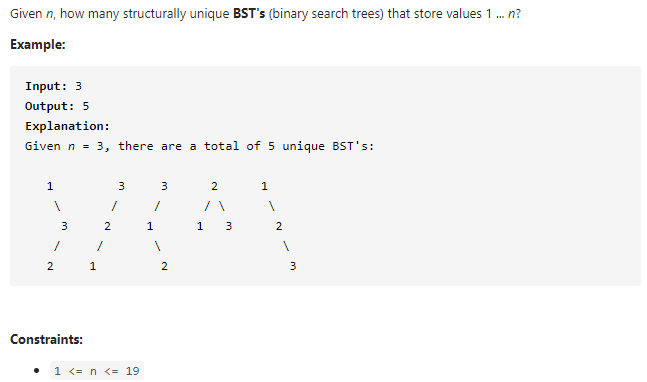 Given n, how many structurally unique BST's (binary search trees) that store values 1 ... n?
Example:
Input: 3
Output: 5
Explanation:
Given n = 3, there are a total of 5 unique BST's:
   1         3     3      2      1
    \       /     /      / \      \
     3     2     1      1   3      2
    /     /       \                 \
   2     1         2                 3
Constraints:
• 1 <= n <= 19